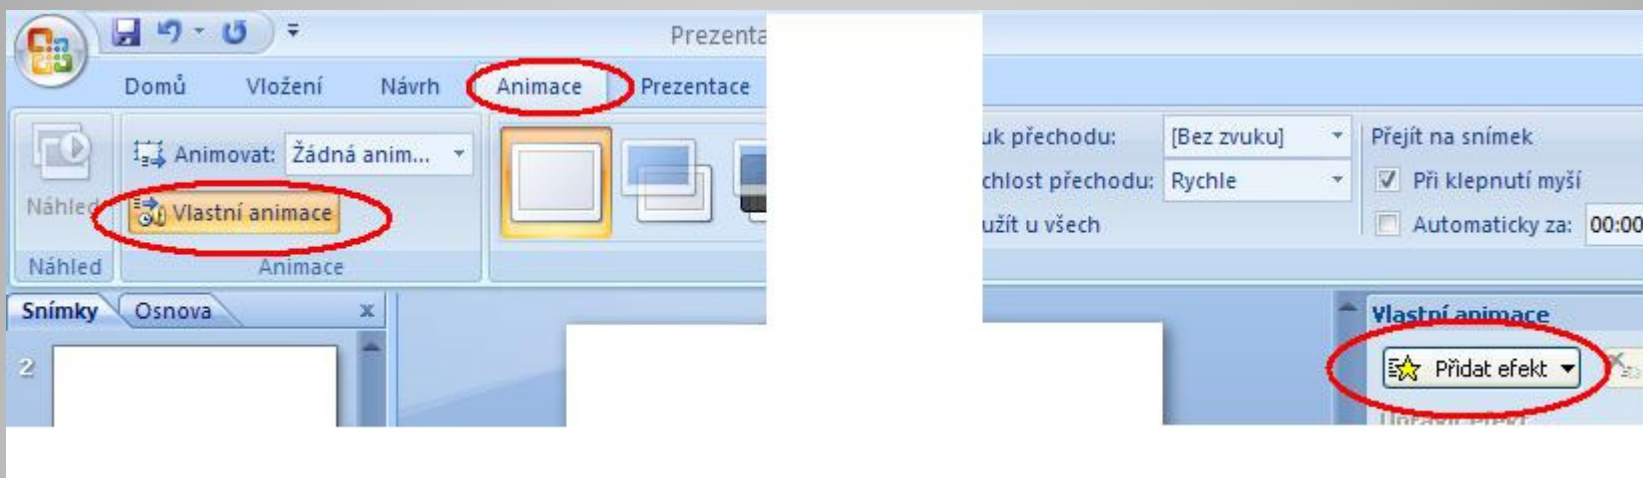 Prezenta
Domů Vložení Návrh Animace Prezentace
Animovat: Žádná anim...
Náhled
Vlastní animace
Náhled Animace
Snímky Osnova x
2
uk přechodu: [Bez zvuku]
chlost přechodu: Rychle
užít u všech
Přejít na snímek
Při klepnutí myší
Automaticky za: 00:00
Vlastní animace
Přidat efekt